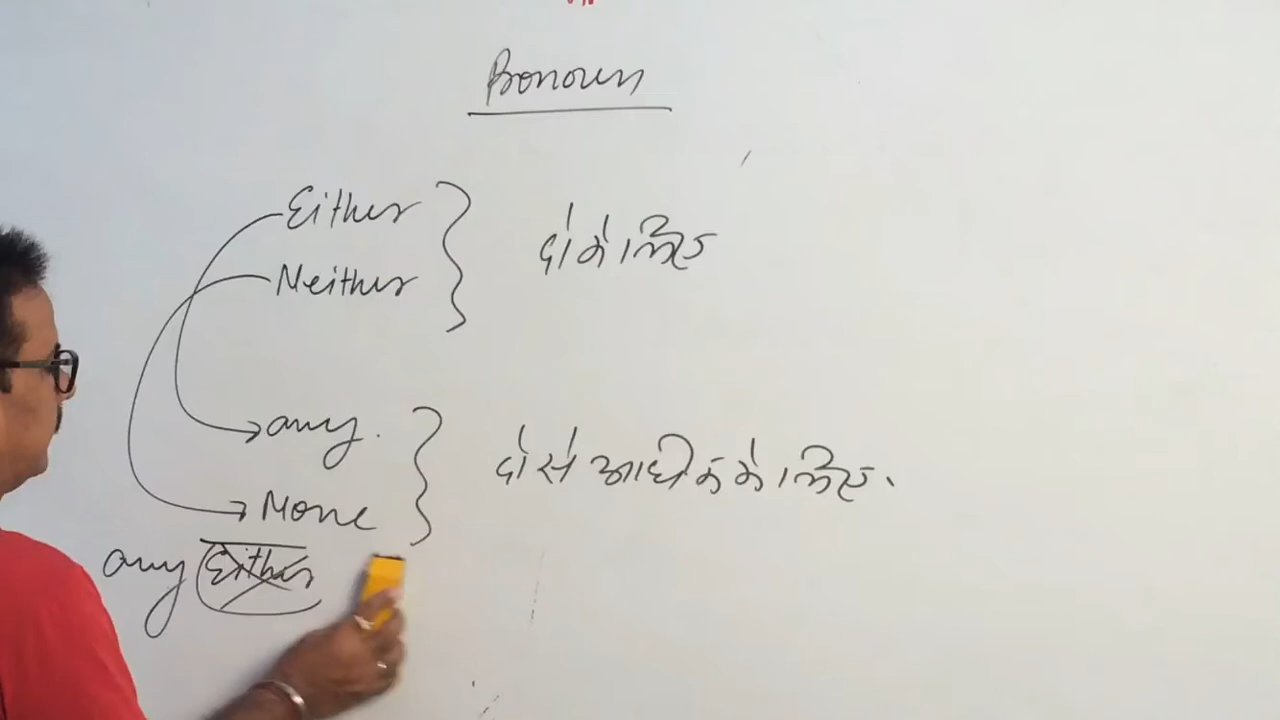 Pronoun
Either
Neither
दो के लिए
any.
None
दो से अधिक के लिए.
any Either